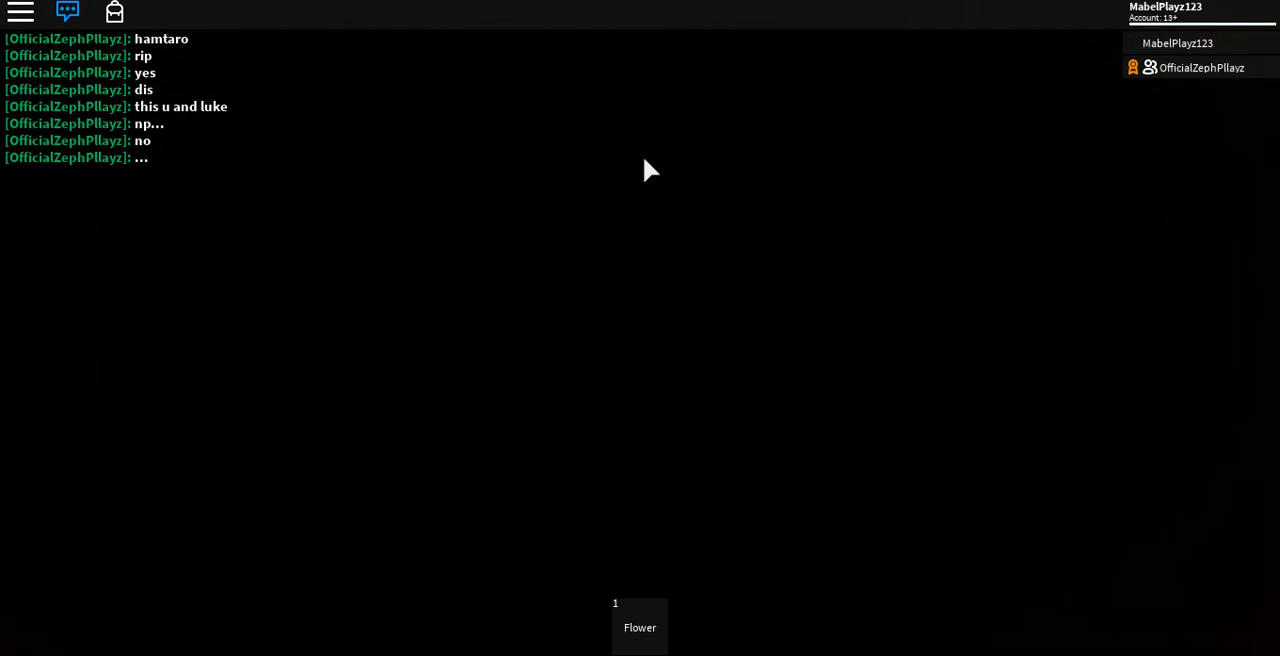 MabelPlayz123
Account: 13+
[OfficialZephPllayz]: hamtaro
[OfficialZephPllayz]: rip
[OfficialZephPllayz]: yes
[OfficialZephPllayz]: dis
[OfficialZephPllayz]: this u and luke
[OfficialZephPllayz]: np...
[OfficialZephPllayz]: no
[OfficialZephPllayz]: ...
MabelPlayz123
OfficialZephPllayz
1
Flower